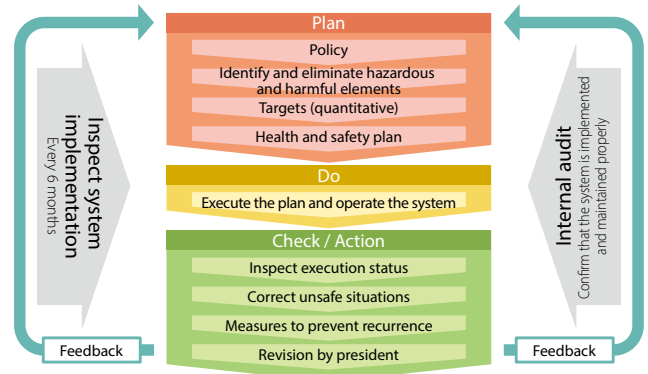 Plan
Policy
Identify and eliminate hazardous
and harmful elements
Targets (quantitative)
Health and safety plan
Do
Execute the plan and operate the system
Check / Action
Inspect execution status
Correct unsafe situations
Measures to prevent recurrence
Revision by president
Inspect system
implementation
Every 6 months
Internal audit
Confirm that the system is implemented
and maintained properly
Feedback
Feedback